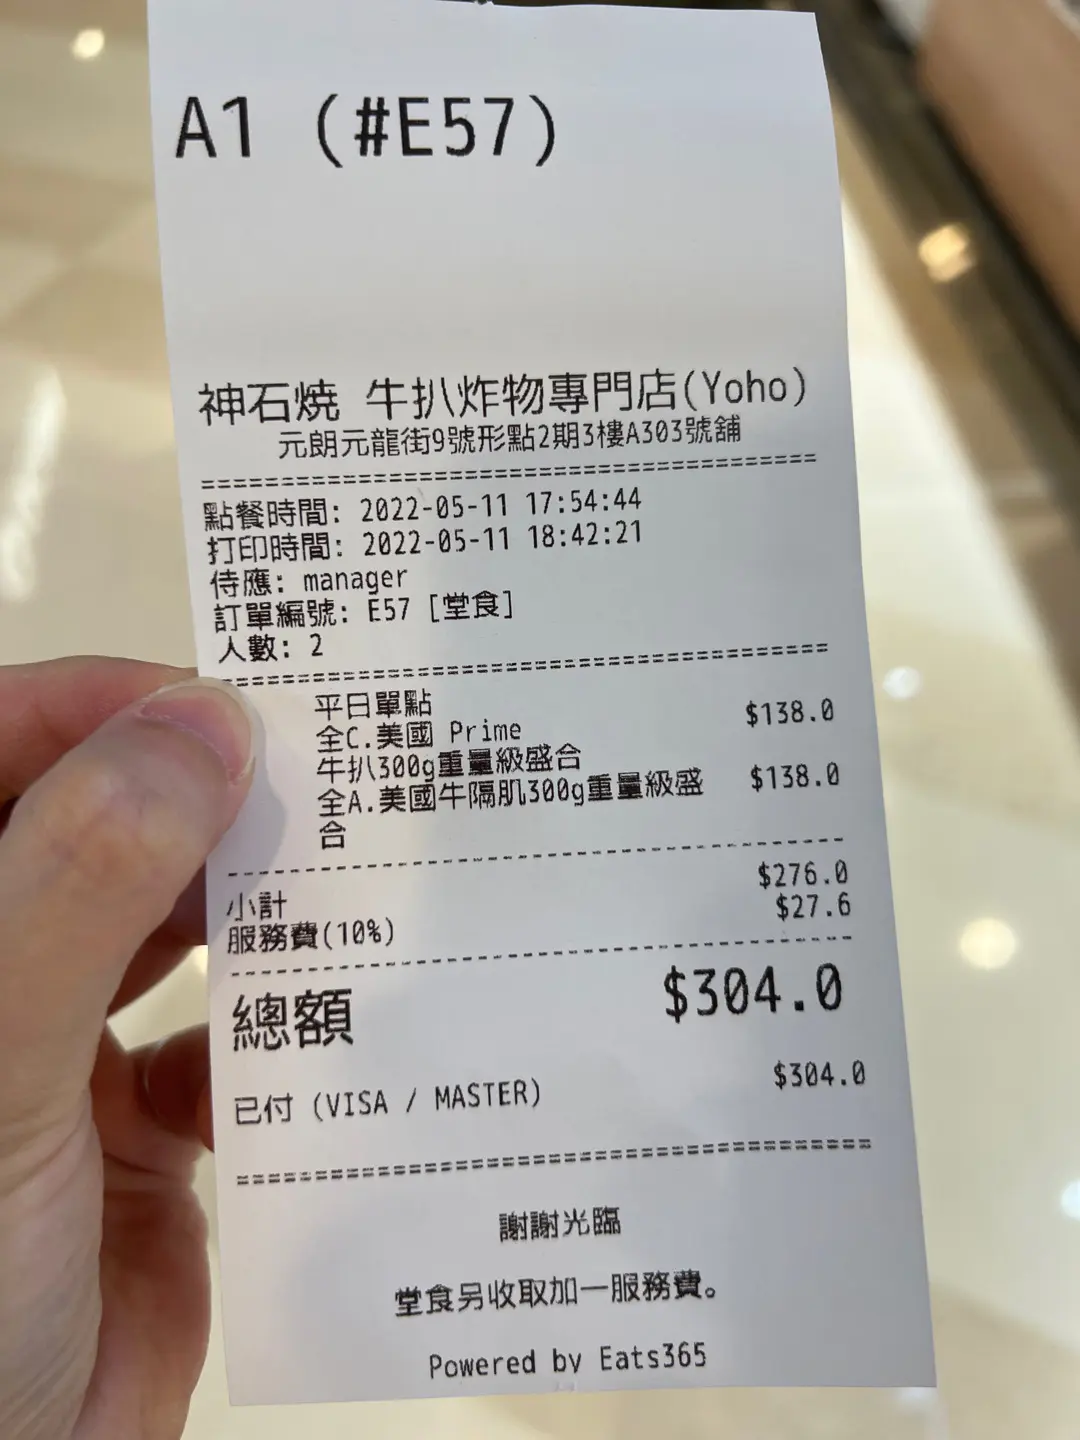 A1 (#E57)
神石燒 牛扒炸物專門店(Yoho)
元朗元龍街9號形點2期3樓A303號舖
========================================
點餐時間: 2022-05-11 17:54:44
打印時間: 2022-05-11 18:42:21
侍應: manager
訂單編號: E57 [堂食]
人數: 2
========================================
平日單點
全C.美國 Prime $138.0
牛扒300g重量級盛合
全A.美國牛隔肌300g重量級盛 $138.0
合
----------------------------------------
小計 $276.0
服務費(10%) $27.6
----------------------------------------
總額 $304.0
已付 (VISA / MASTER) $304.0
========================================
謝謝光臨
堂食另收取加一服務費。
Powered by Eats365